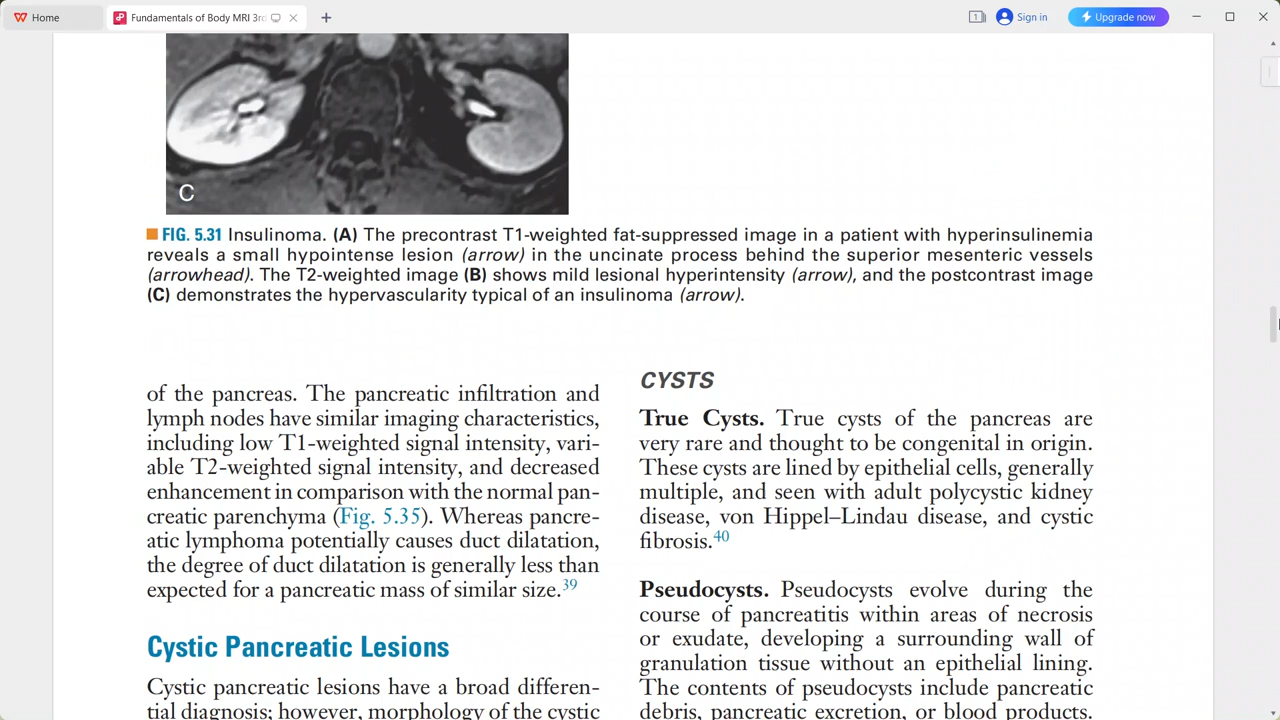 Home
Fundamentals of Body MRI 3rd
1
Sign in
Upgrade now
C
FIG. 5.31 Insulinoma. (A) The precontrast T1-weighted fat-suppressed image in a patient with hyperinsulinemia
reveals a small hypointense lesion (arrow) in the uncinate process behind the superior mesenteric vessels
(arrowhead). The T2-weighted image (B) shows mild lesional hyperintensity (arrow), and the postcontrast image
(C) demonstrates the hypervascularity typical of an insulinoma (arrow).
of the pancreas. The pancreatic infiltration and
lymph nodes have similar imaging characteristics,
including low T1-weighted signal intensity, vari-
able T2-weighted signal intensity, and decreased
enhancement in comparison with the normal pan-
creatic parenchyma (Fig. 5.35). Whereas pancre-
atic lymphoma potentially causes duct dilatation,
the degree of duct dilatation is generally less than
expected for a pancreatic mass of similar size.39
Cystic Pancreatic Lesions
Cystic pancreatic lesions have a broad differen-
tial diagnosis; however, morphology of the cystic
CYSTS
True Cysts. True cysts of the pancreas are
very rare and thought to be congenital in origin.
These cysts are lined by epithelial cells, generally
multiple, and seen with adult polycystic kidney
disease, von Hippel–Lindau disease, and cystic
fibrosis.40
Pseudocysts. Pseudocysts evolve during the
course of pancreatitis within areas of necrosis
or exudate, developing a surrounding wall of
granulation tissue without an epithelial lining.
The contents of pseudocysts include pancreatic
debris, pancreatic excretion, or blood products.